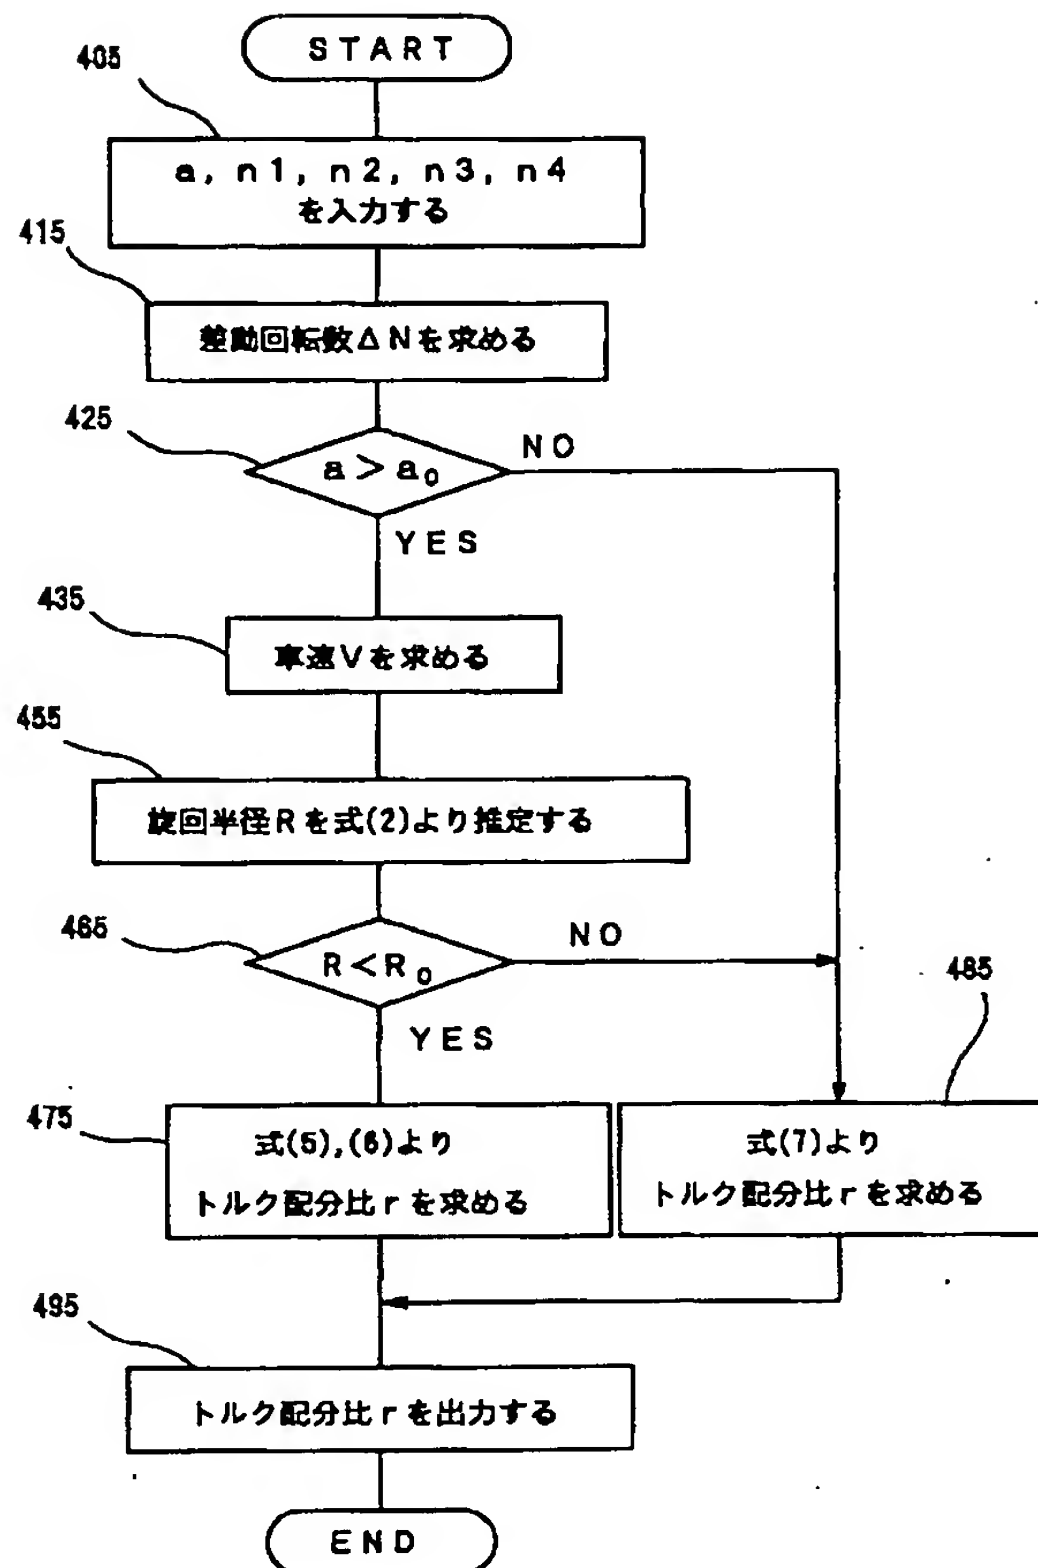 START
405
a, n1, n2, n3, n4
を入力する
415
差動回転数ΔNを求める
425
a>a₀
NO
YES
435
車速Vを求める
455
旋回半径Rを式(2)より推定する
465
R<R₀
NO
YES
485
475
式(5),(6)より
トルク配分比rを求める
式(7)より
トルク配分比rを求める
495
トルク配分比rを出力する
END